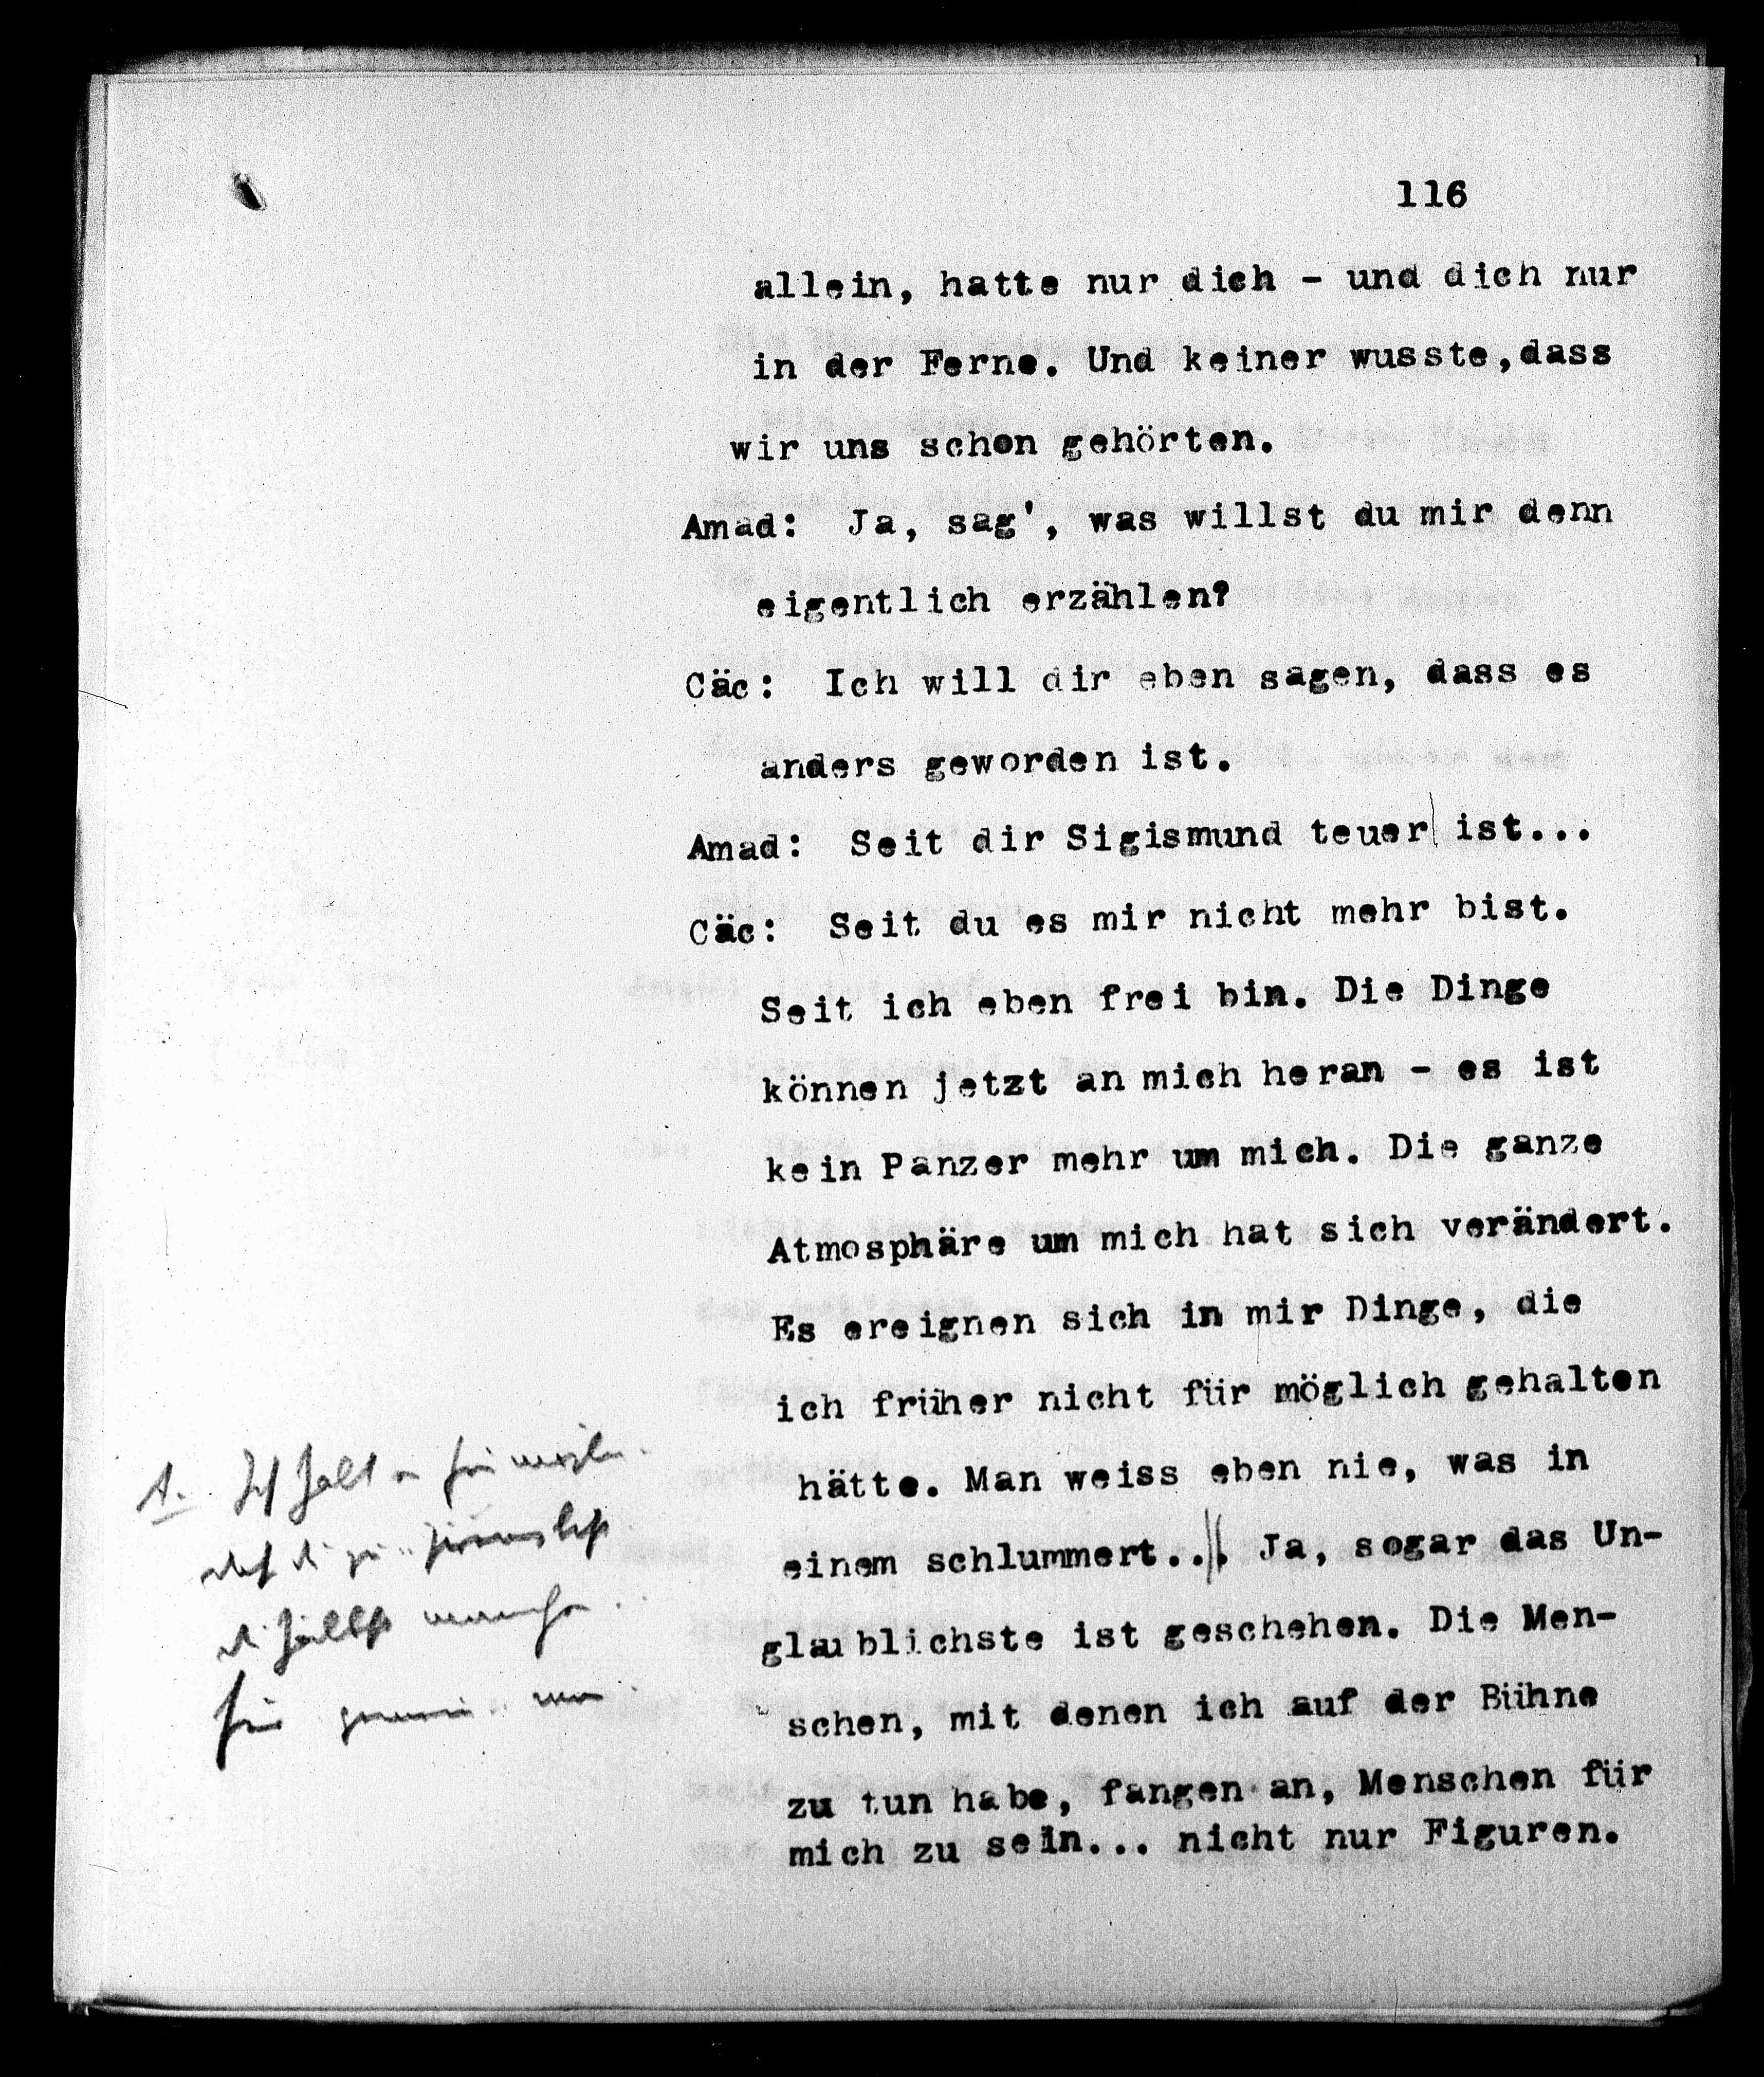 116
allein, hatte nur dich - und dich nur
in der Ferne. Und keiner wusste, dass
wir uns schon gehörten.
Amad: Ja, sag', was willst du mir denn
eigentlich erzählen?
Cäc: Ich will dir eben sagen, dass es
anders geworden ist.
Amad: Seit dir Sigismund teuer ist...
Cäc: Seit du es mir nicht mehr bist.
Seit ich eben frei bin. Die Dinge
können jetzt an mich heran - es ist
kein Panzer mehr um mich. Die ganze
Atmosphäre um mich hat sich verändert.
Es ereignen sich in mir Dinge, die
ich früher nicht für möglich gehalten
hätte. Man weiss eben nie, was in
einem schlummert... Ja, sogar das Un-
glaublichste ist geschehen. Die Men-
schen, mit denen ich auf der Bühne
zu tun habe, fangen an, Menschen für
mich zu sein... nicht nur Figuren.
A. Ich